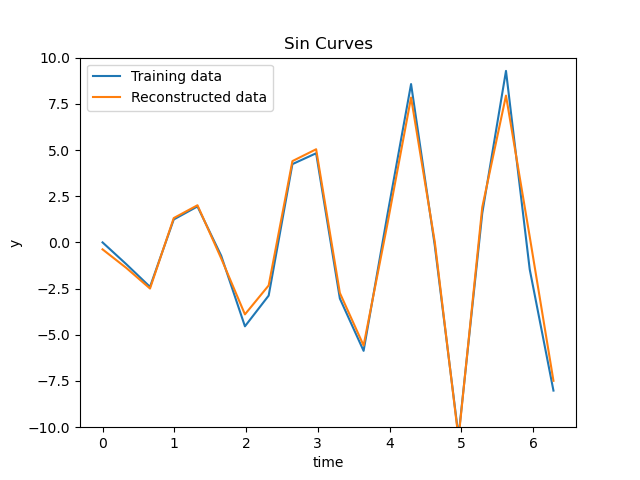 Sin Curves
Training data
Reconstructed data
10.0
7.5
5.0
2.5
0.0
−2.5
−5.0
−7.5
−10.0
y
0 1 2 3 4 5 6
time